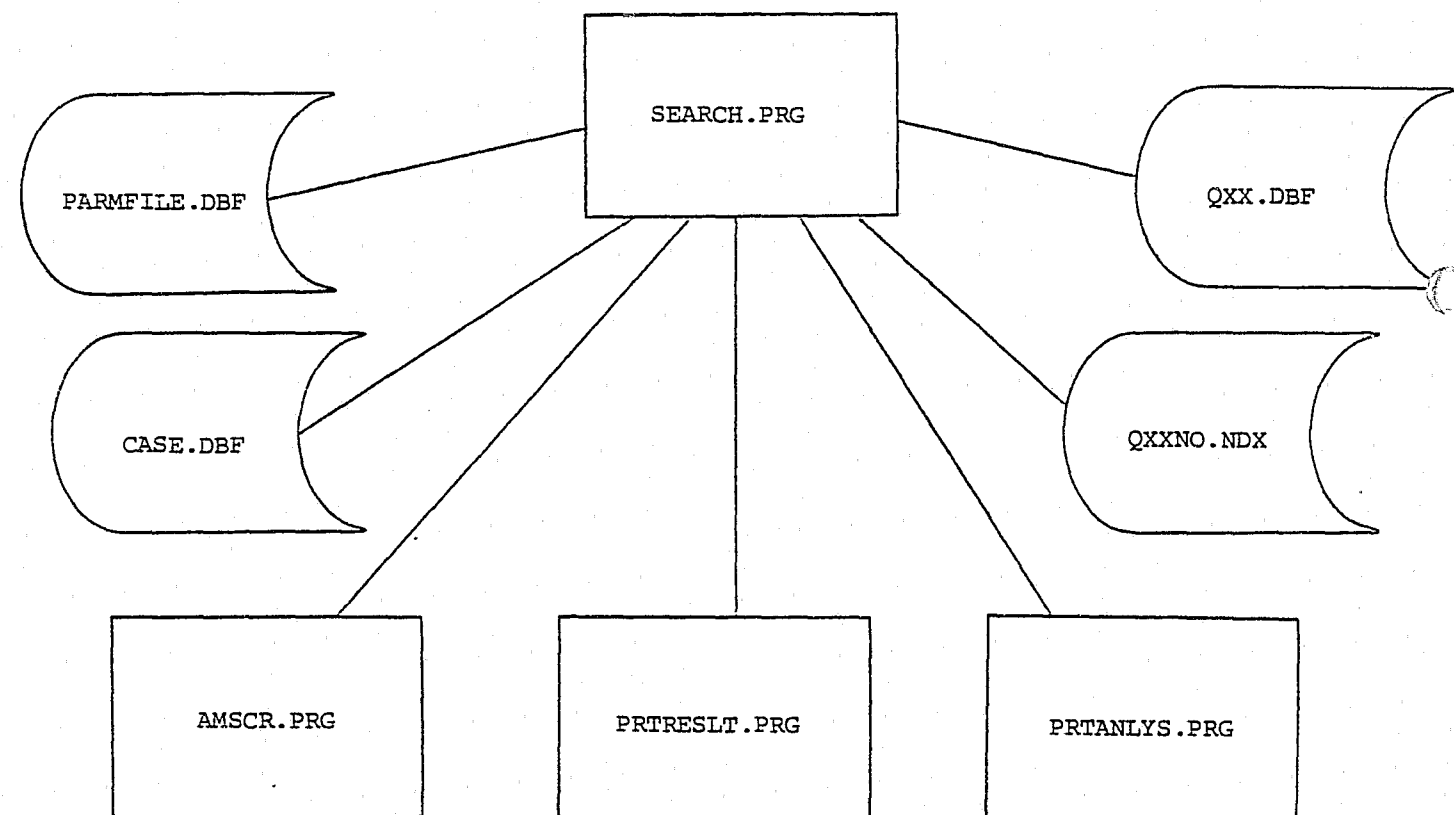 SEARCH.PRG
PARMFILE.DBF
QXX.DBF
CASE.DBF
QXXNO.NDX
AMSCR.PRG
PRTRESLT.PRG
PRTANLYS.PRG